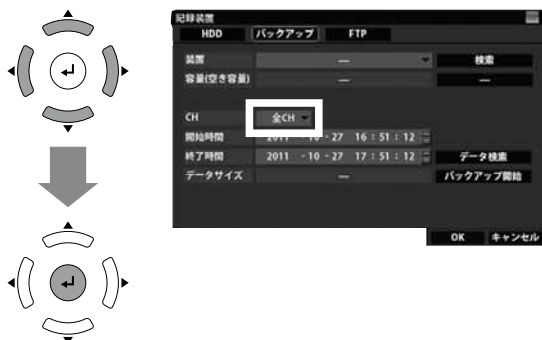 記録装置
HDD バックアップ FTP
装置 — 検索
容量(空き容量) — —
CH 全CH
開始時間 2011 - 10 - 27 16 : 51 : 12
終了時間 2011 - 10 - 27 17 : 51 : 12 データ検索
データサイズ — バックアップ開始
OK キャンセル